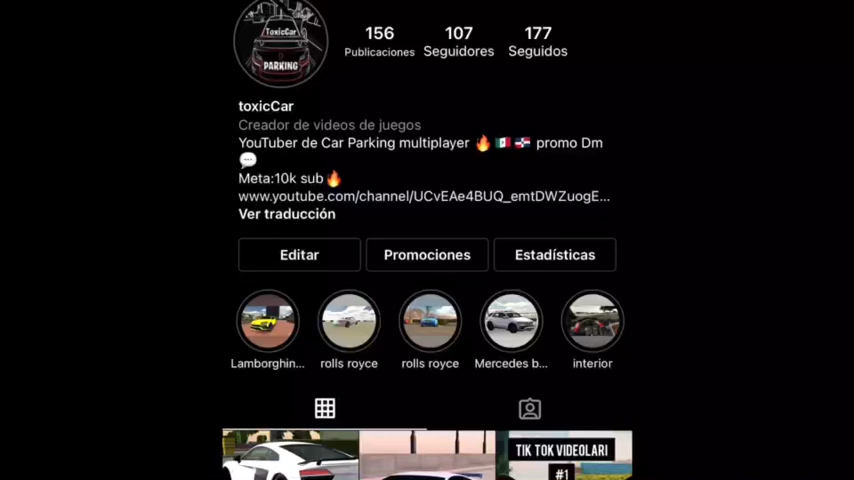 ToxicCar
PARKING
156 107 177
Publicaciones Seguidores Seguidos
toxicCar
Creador de videos de juegos
YouTuber de Car Parking multiplayer 🔥🇲🇽🇩🇴 promo Dm
💬
Meta:10k sub🔥
www.youtube.com/channel/UCvEAe4BUQ_emtDWZuogE...
Ver traducción
Editar Promociones Estadísticas
Lamborghin... rolls royce rolls royce Mercedes b... interior
TIK TOK VIDEOLARI
#1